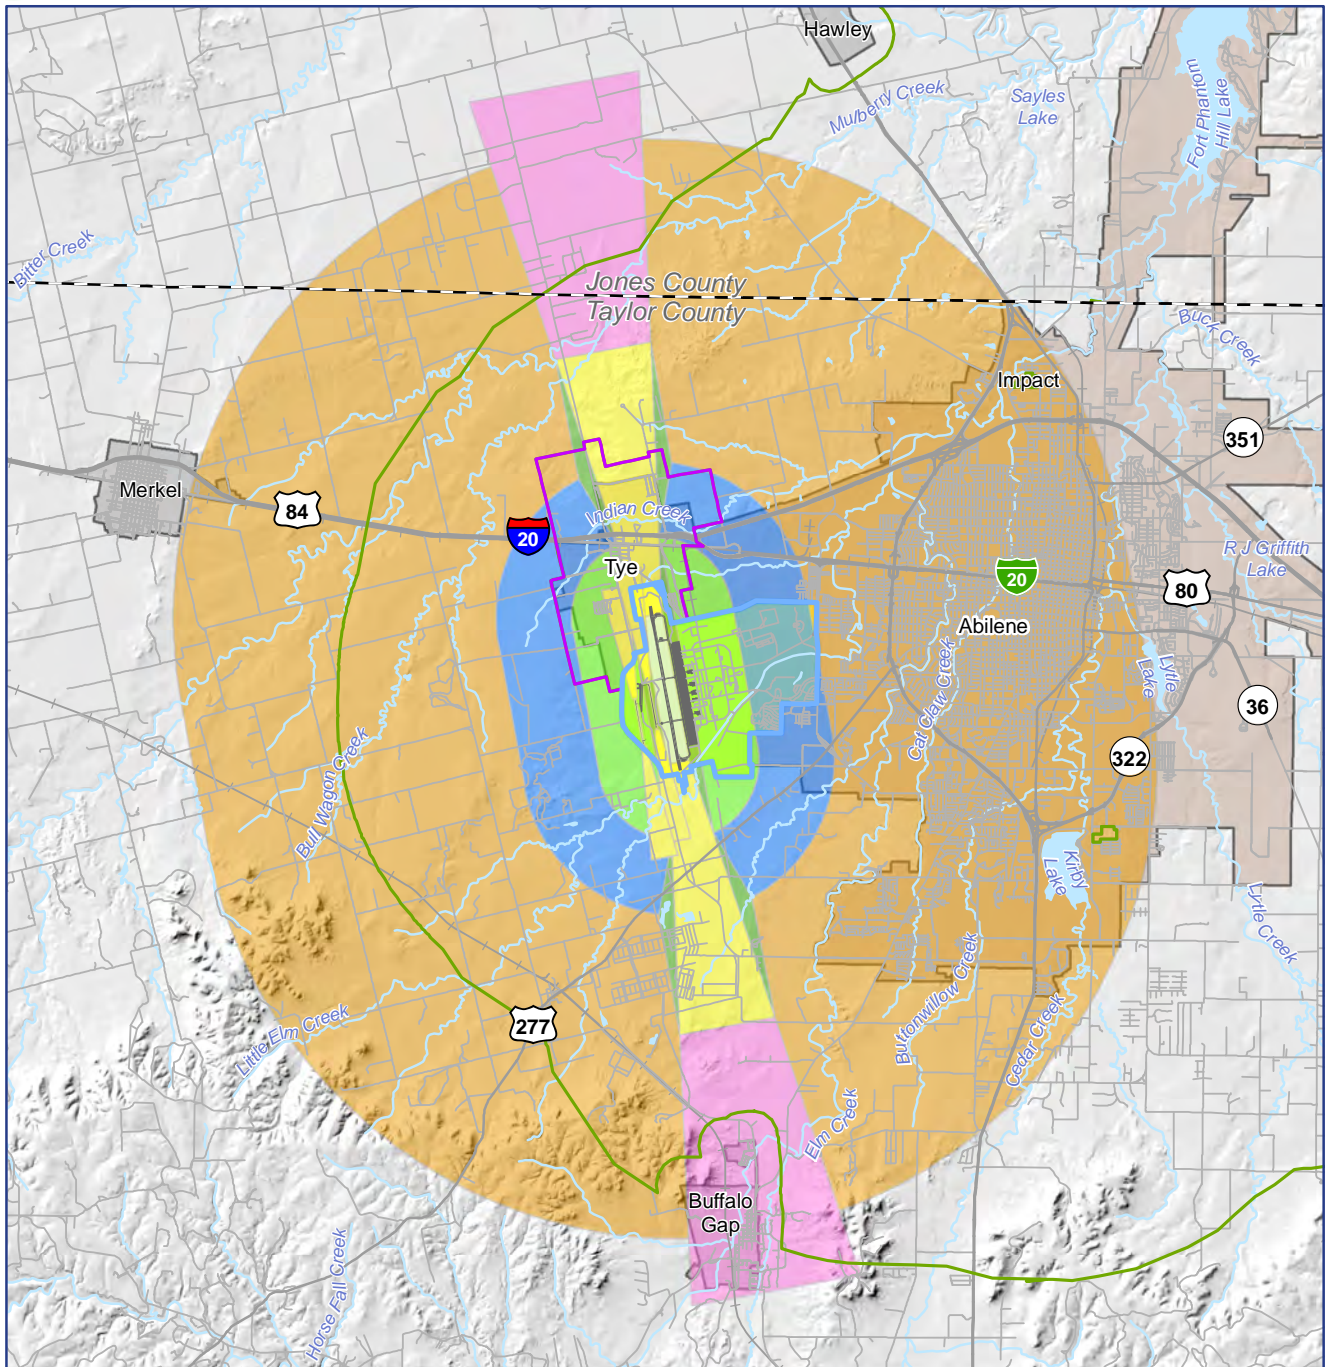 Hawley
Mulberry Creek
Sayles
Lake
Fort Phantom
Hill Lake
Bitter Creek
Jones County
Taylor County
Buck Creek
Impact
351
Merkel
84
Indian Creek
20
Tye
R J Griffith
Lake
20
80
Abilene
Lytle
Lake
Cat Claw Creek
36
322
Bull Wagon Creek
Kirby
Lake
Lytle Creek
Buttonwillow Creek
Little Elm Creek
277
Cedar Creek
Elm Creek
Buffalo
Gap
Horse Fall Creek